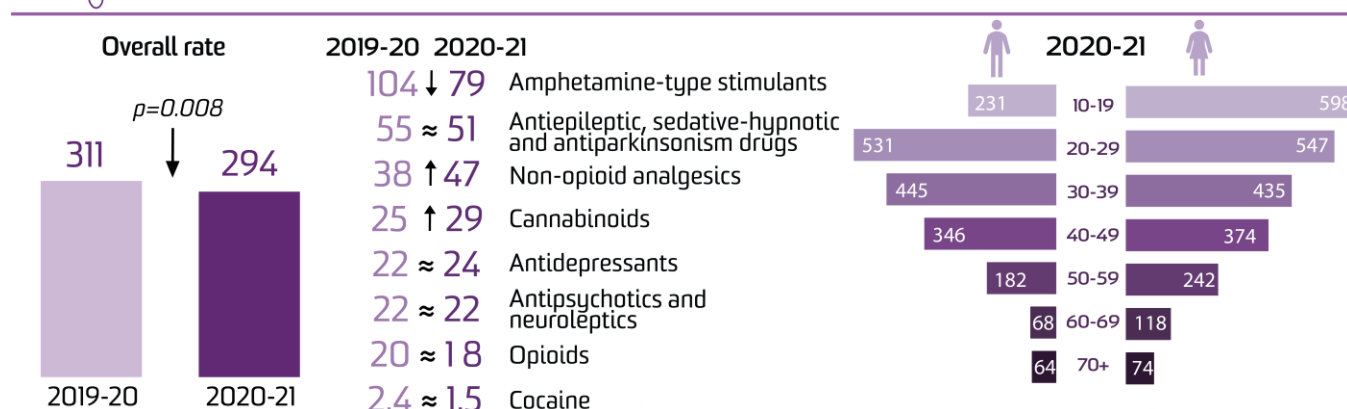 Overall rate
p=0.008
311
294
2019-20
2020-21
2019-20 2020-21
104 ↓ 79 Amphetamine-type stimulants
55 ≈ 51 Antiepileptic, sedative-hypnotic
and antiparkinsonism drugs
38 ↑ 47 Non-opioid analgesics
25 ↑ 29 Cannabinoids
22 ≈ 24 Antidepressants
22 ≈ 22 Antipsychotics and
neuroleptics
20 ≈ 18 Opioids
2.4 ≈ 1.5 Cocaine
2020-21
231 10-19 598
531 20-29 547
445 30-39 435
346 40-49 374
182 50-59 242
68 60-69 118
64 70+ 74